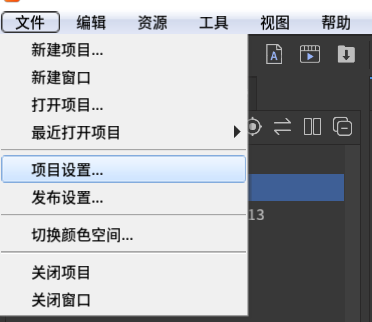 文件 编辑 资源 工具 视图 帮助
新建项目...
新建窗口
打开项目...
最近打开项目
项目设置...
发布设置...
13
切换颜色空间...
关闭项目
关闭窗口